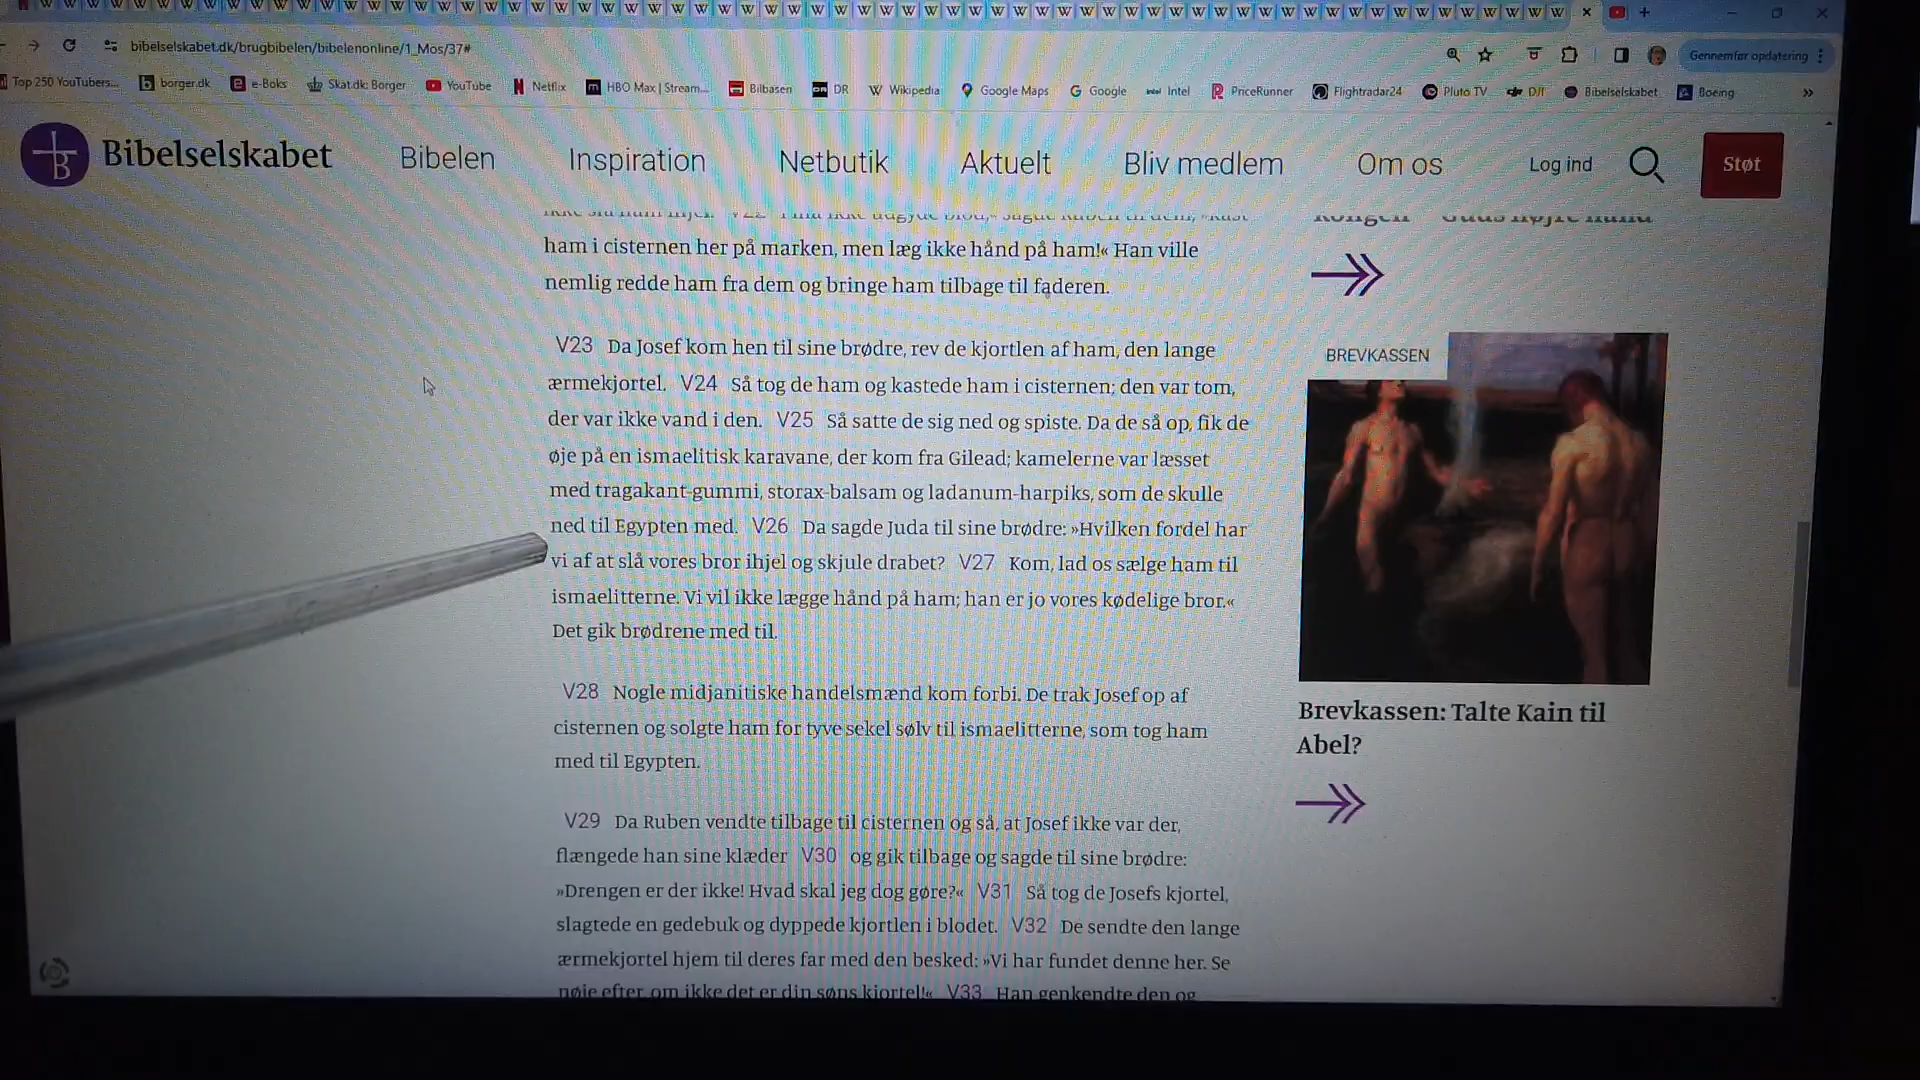 bibelselskabet.dk/brugbibelen/bibelenonline/1_Mos/37#
Gennemfør opdatering
Top 250 YouTubers... borger.dk e-Boks Skat.dk: Borger YouTube Netflix HBO Max | Stream... Bilbasen DR Wikipedia Google Maps Google Intel PriceRunner Flightradar24 Pluto TV DJI Bibelselskabet Boeing »
Bibelselskabet Bibelen Inspiration Netbutik Aktuelt Bliv medlem Om os Log ind Støt
ham i cisternen her på marken, men læg ikke hånd på ham!« Han ville
nemlig redde ham fra dem og bringe ham tilbage til faderen.
V23 Da Josef kom hen til sine brødre, rev de kjortlen af ham, den lange
ærmekjortel. V24 Så tog de ham og kastede ham i cisternen; den var tom,
der var ikke vand i den. V25 Så satte de sig ned og spiste. Da de så op, fik de
øje på en ismaelitisk karavane, der kom fra Gilead; kamelerne var læsset
med tragakant-gummi, storax-balsam og ladanum-harpiks, som de skulle
ned til Egypten med. V26 Da sagde Juda til sine brødre: »Hvilken fordel har
vi af at slå vores bror ihjel og skjule drabet? V27 Kom, lad os sælge ham til
ismaelitterne. Vi vil ikke lægge hånd på ham; han er jo vores kødelige bror.«
Det gik brødrene med til.
V28 Nogle midjanitiske handelsmænd kom forbi. De trak Josef op af
cisternen og solgte ham for tyve sekel sølv til ismaelitterne, som tog ham
med til Egypten.
V29 Da Ruben vendte tilbage til cisternen og så, at Josef ikke var der,
flængede han sine klæder V30 og gik tilbage og sagde til sine brødre:
»Drengen er der ikke! Hvad skal jeg dog gøre?« V31 Så tog de Josefs kjortel,
slagtede en gedebuk og dyppede kjortlen i blodet. V32 De sendte den lange
ærmekjortel hjem til deres far med den besked: »Vi har fundet denne her. Se
nøje efter, om ikke det er din søns kjortel!« V33 Han genkendte den og
BREVKASSEN
Brevkassen: Talte Kain til
Abel?